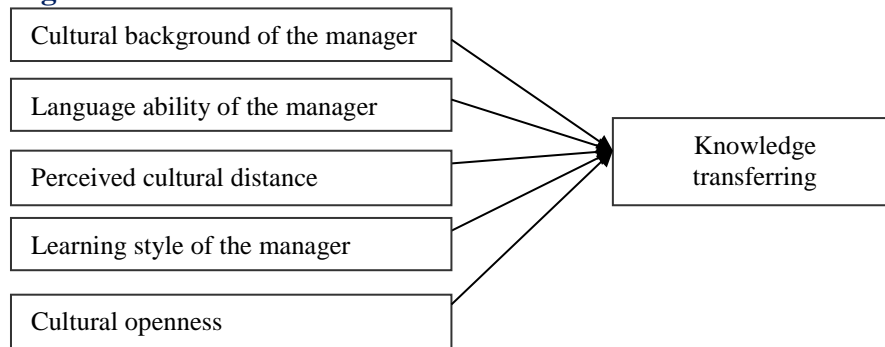 Cultural background of the manager
Language ability of the manager
Perceived cultural distance
Learning style of the manager
Cultural openness
Knowledge
transferring